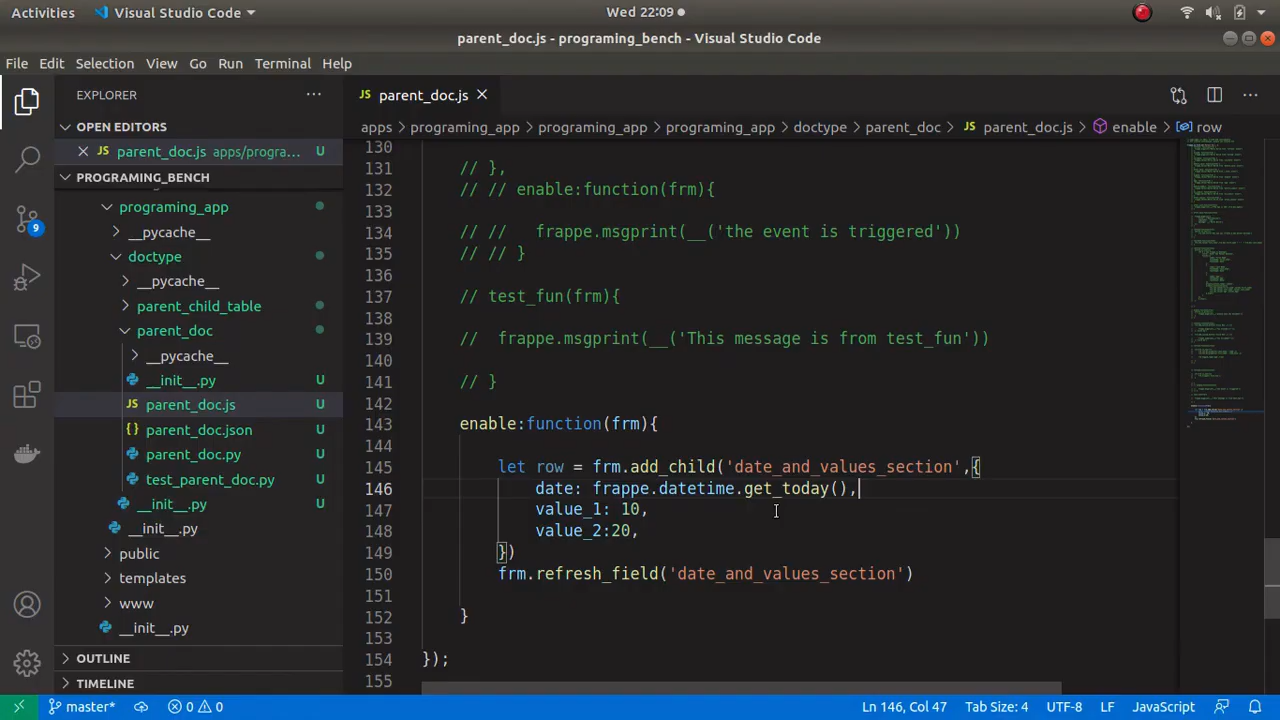 Activities Visual Studio Code Wed 22:09
parent_doc.js - programing_bench - Visual Studio Code
File Edit Selection View Go Run Terminal Help
EXPLORER
OPEN EDITORS
JS parent_doc.js apps/progra... U
PROGRAMING_BENCH
programing_app
__pycache__
doctype
__pycache__
parent_child_table
parent_doc
__pycache__
__init__.py U
JS parent_doc.js U
{} parent_doc.json U
parent_doc.py U
test_parent_doc.py U
__init__.py U
__init__.py
public
templates
www
__init__.py
OUTLINE
TIMELINE
9
JS parent_doc.js
apps > programing_app > programing_app > programing_app > doctype > parent_doc > JS parent_doc.js > enable > row
130
131 // },
132 // // enable:function(frm){
133
134 // // frappe.msgprint(__('the event is triggered'))
135 // // }
136
137 // test_fun(frm){
138
139 // frappe.msgprint(__('This message is from test_fun'))
140
141 // }
142
143 enable:function(frm){
144
145 let row = frm.add_child('date_and_values_section',{
146 date: frappe.datetime.get_today(),
147 value_1: 10,
148 value_2:20,
149 })
150 frm.refresh_field('date_and_values_section')
151
152 }
153
154 });
155
master* 0 0 Ln 146, Col 47 Tab Size: 4 UTF-8 LF JavaScript